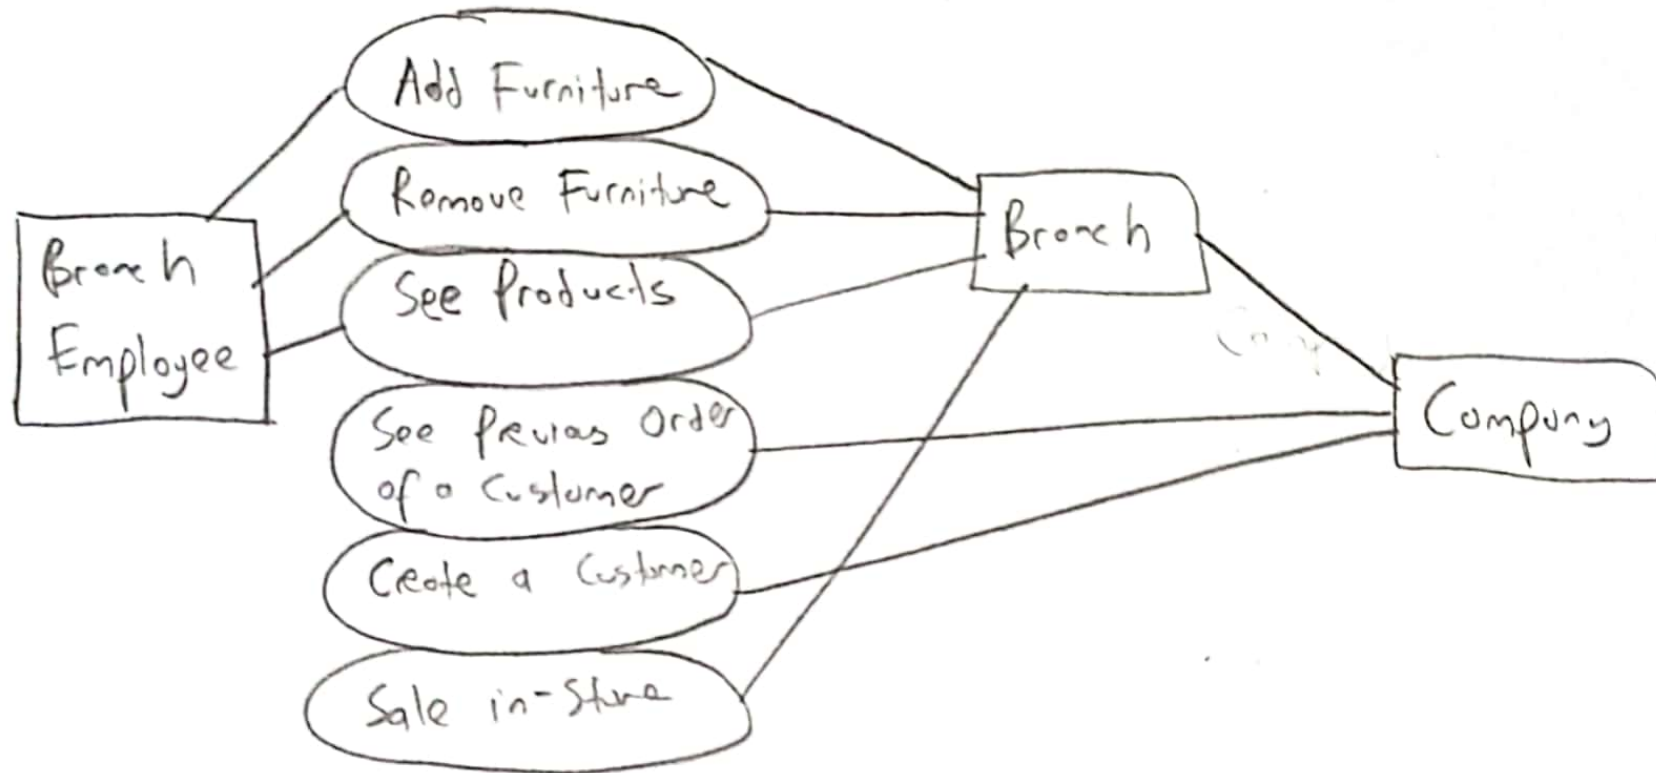 Add Furniture
Remove Furniture
See Products
See Previas Order
of a Customer
Create a Customer
Sale in-Store
Branch
Employee
Branch
Company